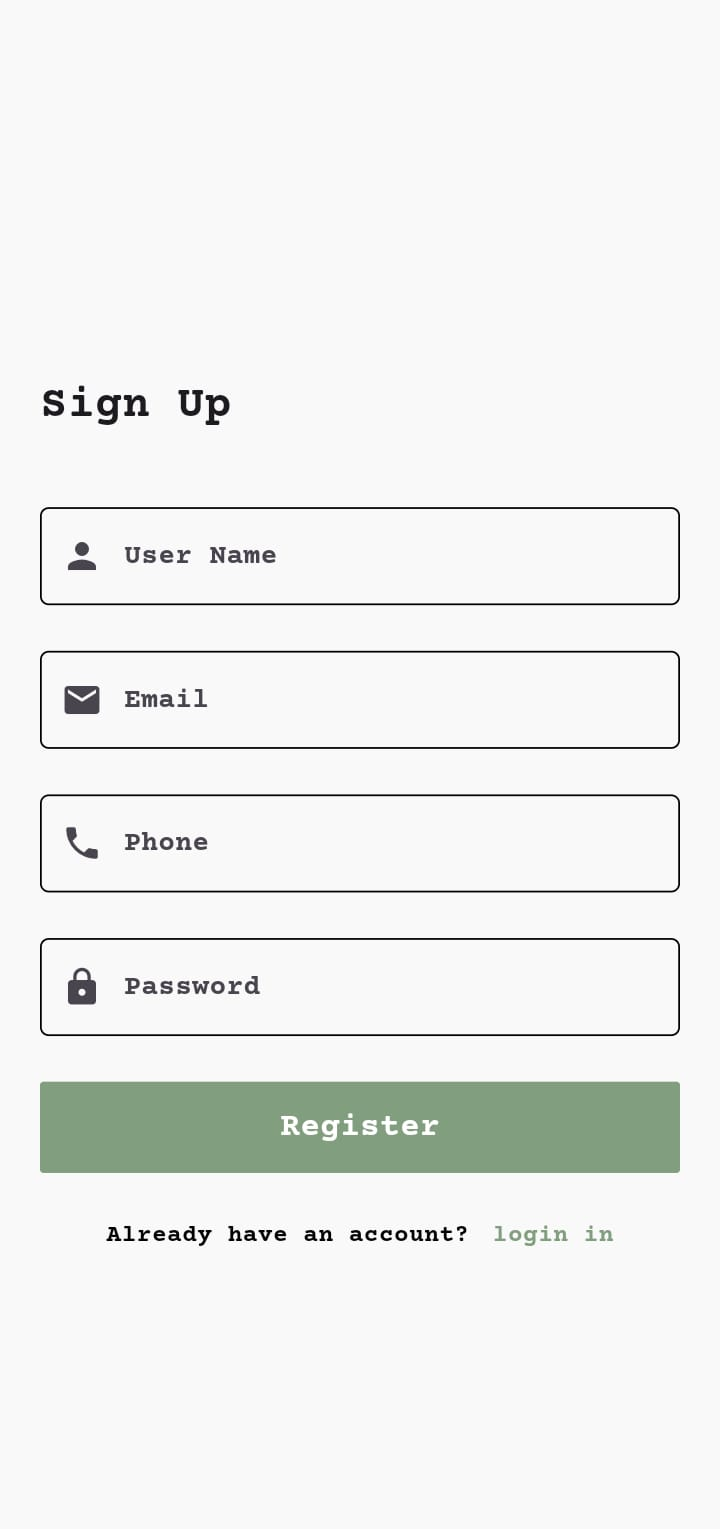 Sign Up
User Name
Email
Phone
Password
Register
Already have an account? login in